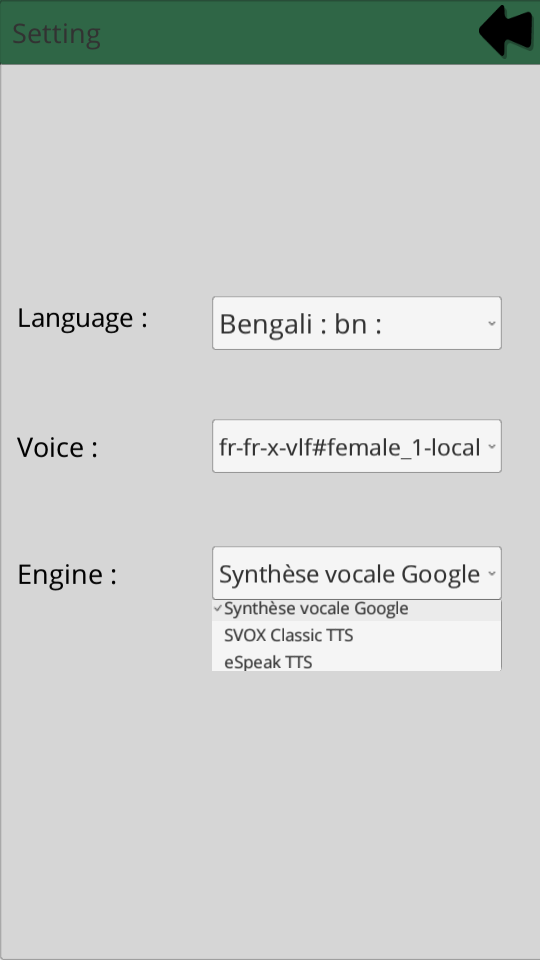 Setting
Language :
Bengali : bn :
Voice :
fr-fr-x-vlf#female_1-local
Engine :
Synthèse vocale Google
Synthèse vocale Google
SVOX Classic TTS
eSpeak TTS